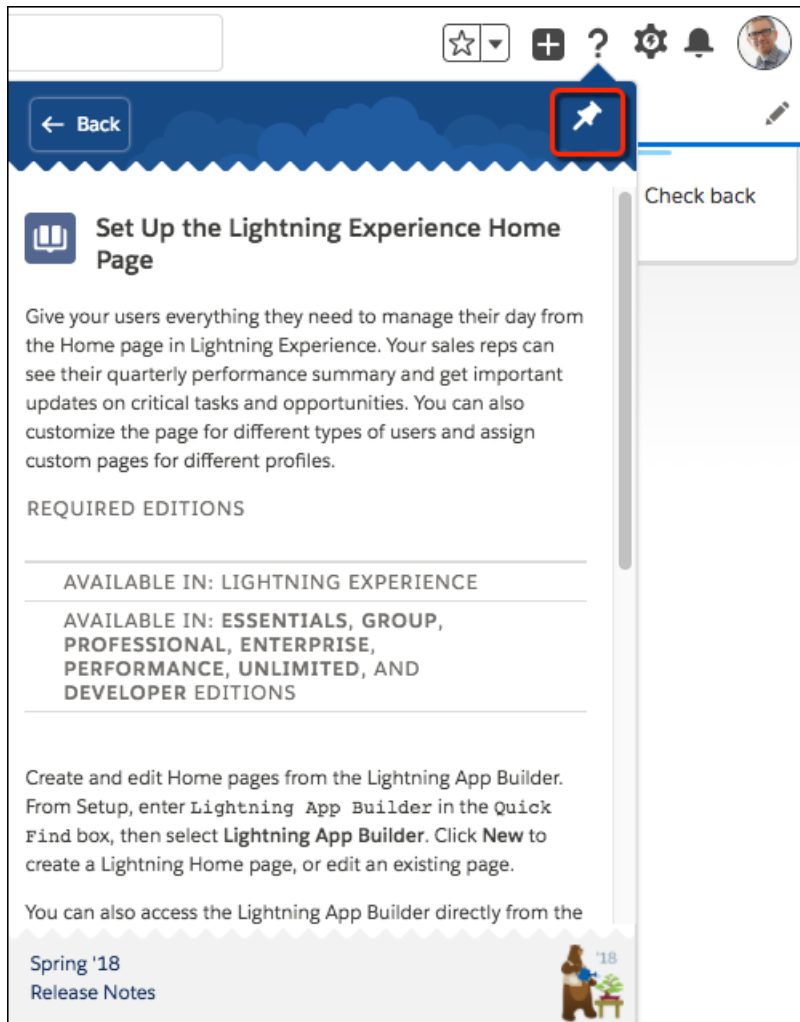 ?
Back
Check back
Set Up the Lightning Experience Home
Page
Give your users everything they need to manage their day from
the Home page in Lightning Experience. Your sales reps can
see their quarterly performance summary and get important
updates on critical tasks and opportunities. You can also
customize the page for different types of users and assign
custom pages for different profiles.
REQUIRED EDITIONS
AVAILABLE IN: LIGHTNING EXPERIENCE
AVAILABLE IN: ESSENTIALS, GROUP,
PROFESSIONAL, ENTERPRISE,
PERFORMANCE, UNLIMITED, AND
DEVELOPER EDITIONS
Create and edit Home pages from the Lightning App Builder.
From Setup, enter Lightning App Builder in the Quick
Find box, then select Lightning App Builder. Click New to
create a Lightning Home page, or edit an existing page.
You can also access the Lightning App Builder directly from the
Spring '18
Release Notes
'18